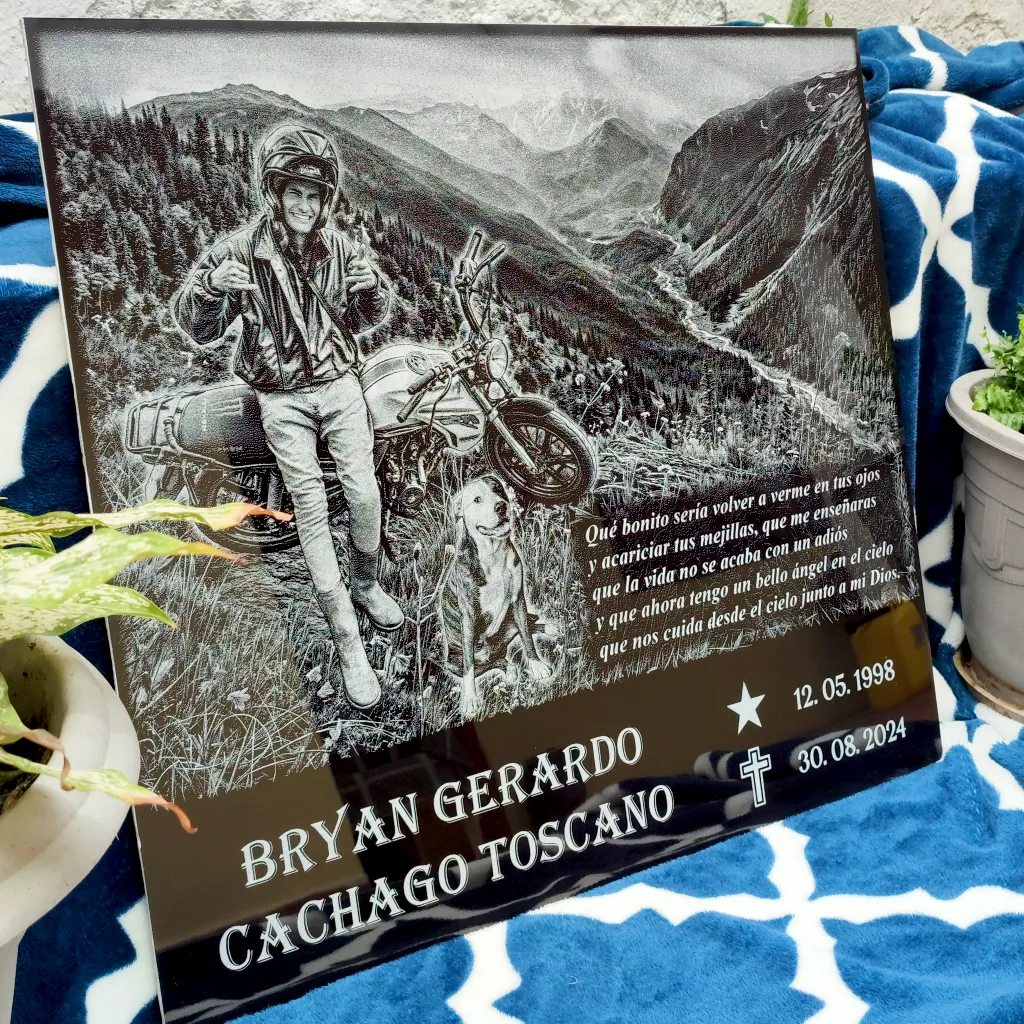 Qué bonito sería volver a verme en tus ojos
y acariciar tus mejillas, que me enseñaras
que la vida no se acaba con un adiós
y que ahora tengo un bello ángel en el cielo
que nos cuida desde el cielo junto a mi Dios.
12. 05. 1998
30. 08. 2024
BRYAN GERARDO
CACHAGO TOSCANO